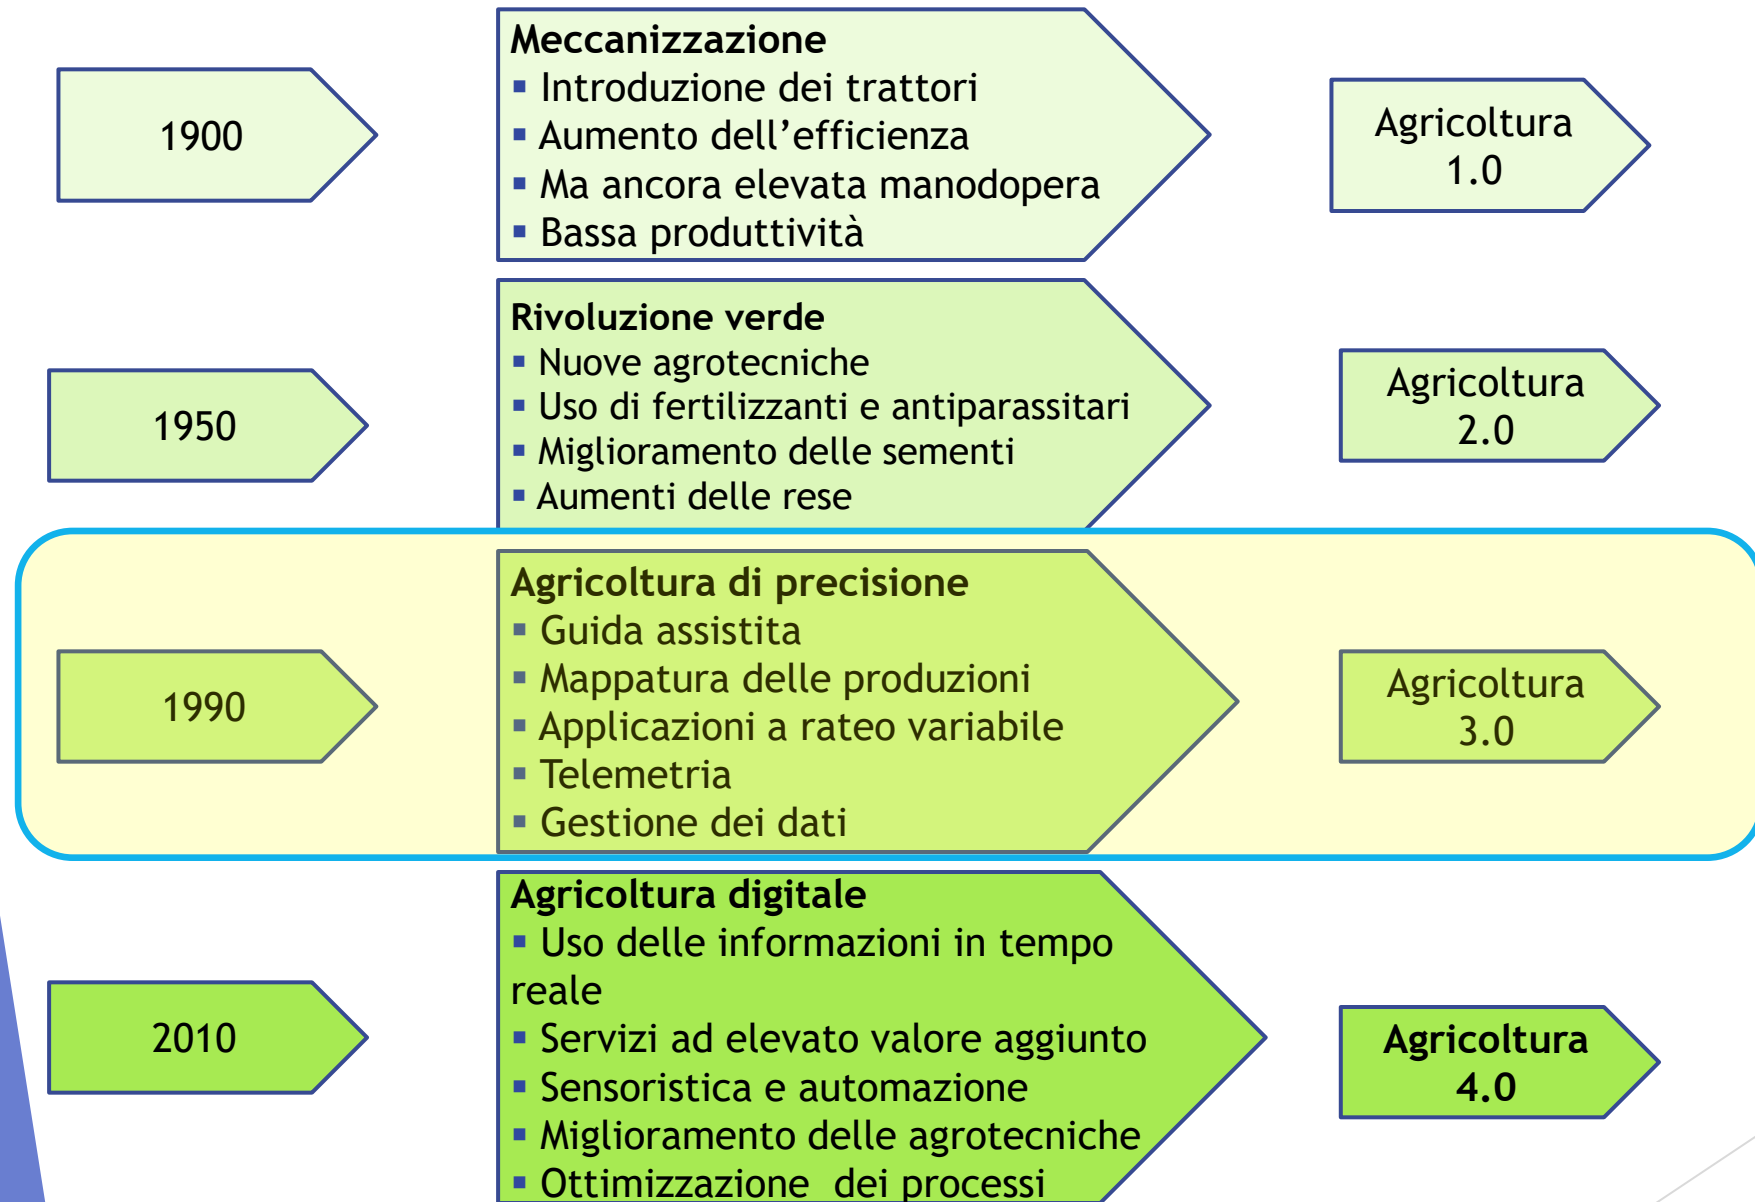 1900
Meccanizzazione
▪ Introduzione dei trattori
▪ Aumento dell’efficienza
▪ Ma ancora elevata manodopera
▪ Bassa produttività
Agricoltura
1.0
1950
Rivoluzione verde
▪ Nuove agrotecniche
▪ Uso di fertilizzanti e antiparassitari
▪ Miglioramento delle sementi
▪ Aumenti delle rese
Agricoltura
2.0
1990
Agricoltura di precisione
▪ Guida assistita
▪ Mappatura delle produzioni
▪ Applicazioni a rateo variabile
▪ Telemetria
▪ Gestione dei dati
Agricoltura
3.0
2010
Agricoltura digitale
▪ Uso delle informazioni in tempo
reale
▪ Servizi ad elevato valore aggiunto
▪ Sensoristica e automazione
▪ Miglioramento delle agrotecniche
▪ Ottimizzazione dei processi
Agricoltura
4.0